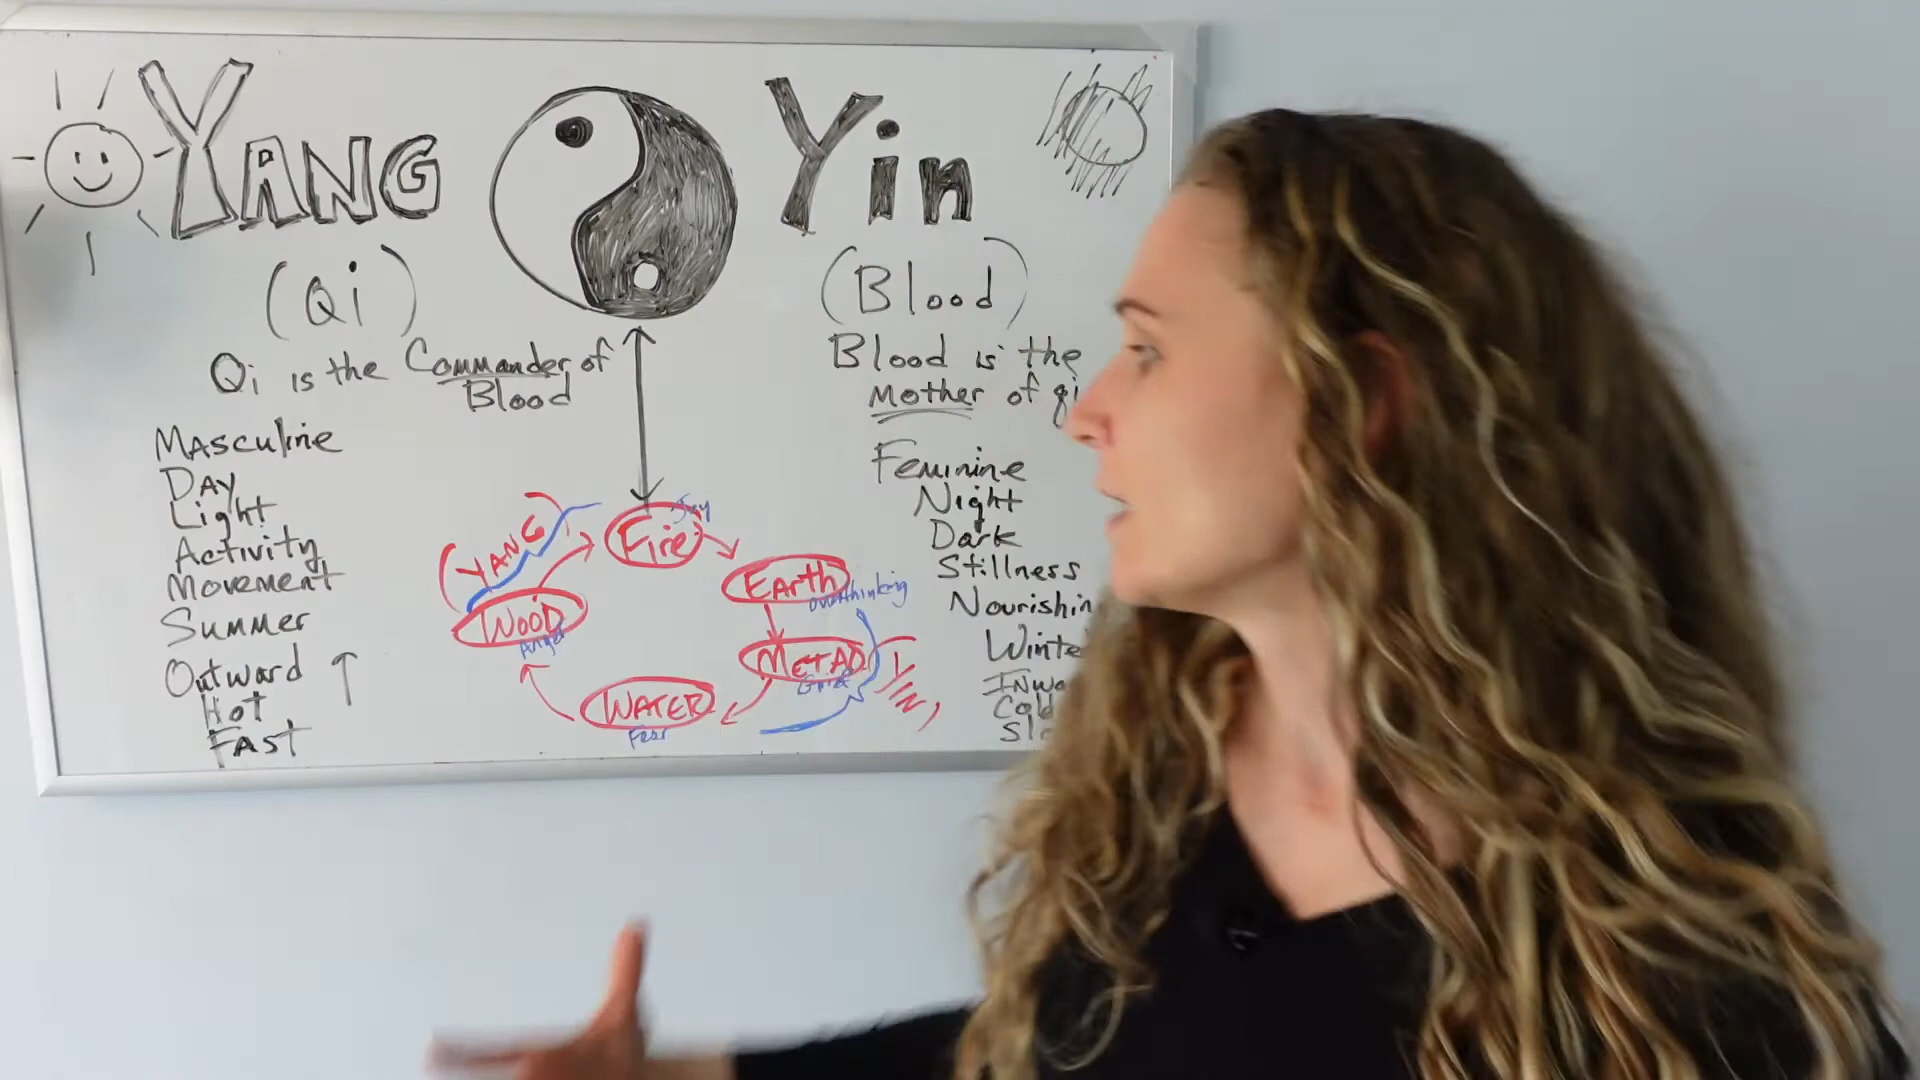 YANG
(Qi)
Qi is the Commander of
Blood
Masculine
Day
Light
Activity
Movement
Summer
Outward ↑
Hot
Fast
Yin
(Blood)
Blood is the
Mother of qi
Feminine
Night
Dark
Stillness
Fire
Joy
Earth
overthinking
Metal
Grief
Water
Fear
Wood
Anger
(YANG)
YIN